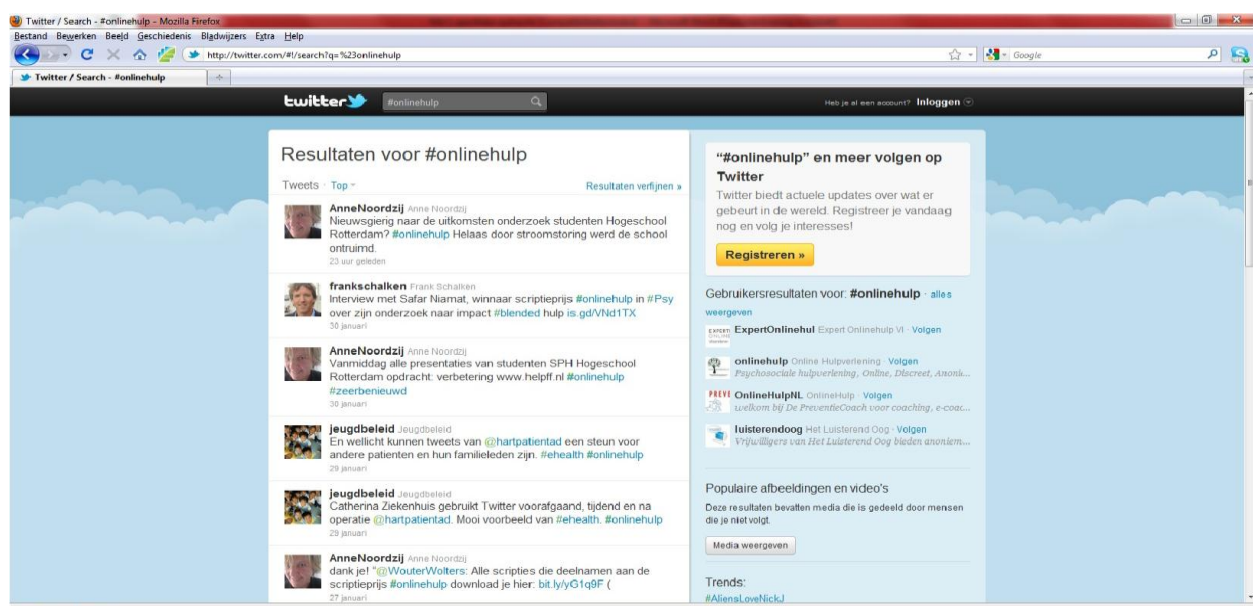 Twitter / Search - #onlinehulp - Mozilla Firefox
Bestand Bewerken Beeld Geschiedenis Bladwijzers Extra Help
http://twitter.com/#!/search?q=%23onlinehulp
Google
Twitter / Search - #onlinehulp
twitter
#onlinehulp
Heb je al een account? Inloggen
Resultaten voor #onlinehulp
Tweets · Top
Resultaten verfijnen »
AnneNoordzij Anne Noordzij
Nieuwsgierig naar de uitkomsten onderzoek studenten Hogeschool
Rotterdam? #onlinehulp Helaas door stroomstoring werd de school
ontruimd.
23 uur geleden
frankschalken Frank Schalken
Interview met Safar Niamat, winnaar scriptieprijs #onlinehulp in #Psy
over zijn onderzoek naar impact #blended hulp is.gd/VNd1TX
30 januari
AnneNoordzij Anne Noordzij
Vanmiddag alle presentaties van studenten SPH Hogeschool
Rotterdam opdracht: verbetering www.helpff.nl #onlinehulp
#zeerbenieuwd
30 januari
jeugdbeleid Jeugdbeleid
En wellicht kunnen tweets van @hartpatientad een steun voor
andere patienten en hun familieleden zijn. #ehealth #onlinehulp
29 januari
jeugdbeleid Jeugdbeleid
Catherina Ziekenhuis gebruikt Twitter voorafgaand, tijdend en na
operatie @hartpatientad. Mooi voorbeeld van #ehealth. #onlinehulp
29 januari
AnneNoordzij Anne Noordzij
dank je! "@WouterWolters: Alle scripties die deelnamen aan de
scriptieprijs #onlinehulp download je hier: bit.ly/yG1q9F (
27 januari
"#onlinehulp" en meer volgen op
Twitter
Twitter biedt actuele updates over wat er
gebeurt in de wereld. Registreer je vandaag
nog en volg je interesses!
Registreren »
Gebruikersresultaten voor: #onlinehulp · alles
weergeven
ExpertOnlinehul Expert Onlinehulp Vl · Volgen
onlinehulp Online Hulpverlening · Volgen
Psychosociale hulpverlening, Online, Discreet, Anoni...
OnlineHulpNL OnlineHulp · Volgen
welkom bij De PreventieCoach voor coaching, e-coac...
luisterendoog Het Luisterend Oog · Volgen
Vrijwilligers van Het Luisterend Oog bieden anoniem...
Populaire afbeeldingen en video's
Deze resultaten bevatten media die is gedeeld door mensen
die je niet volgt.
Media weergeven
Trends:
#AliensLoveNickJ